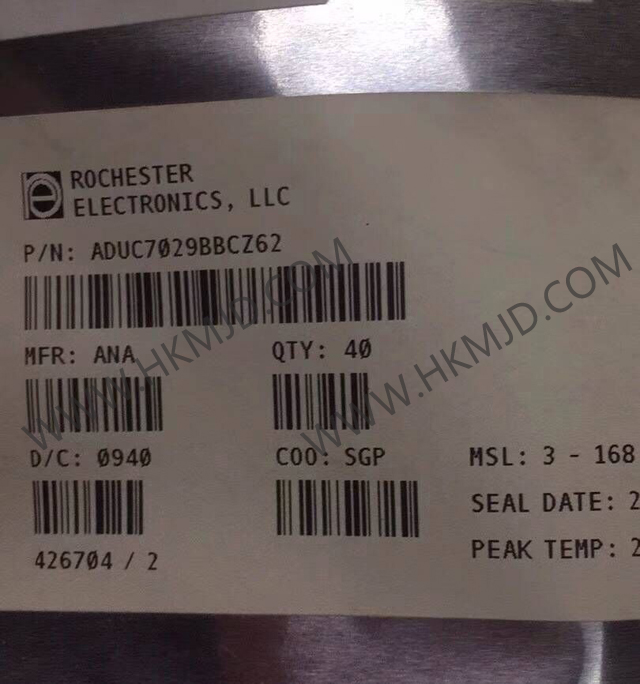 ROCHESTER
ELECTRONICS, LLC
P/N: ADUC7029BBCZ62
MFR: ANA
QTY: 40
D/C: 0940
COO: SGP
MSL: 3 - 168
SEAL DATE: 2
PEAK TEMP: 2
426704 / 2
WWW.HKMJD.COM
WWW.HKMJD.COM